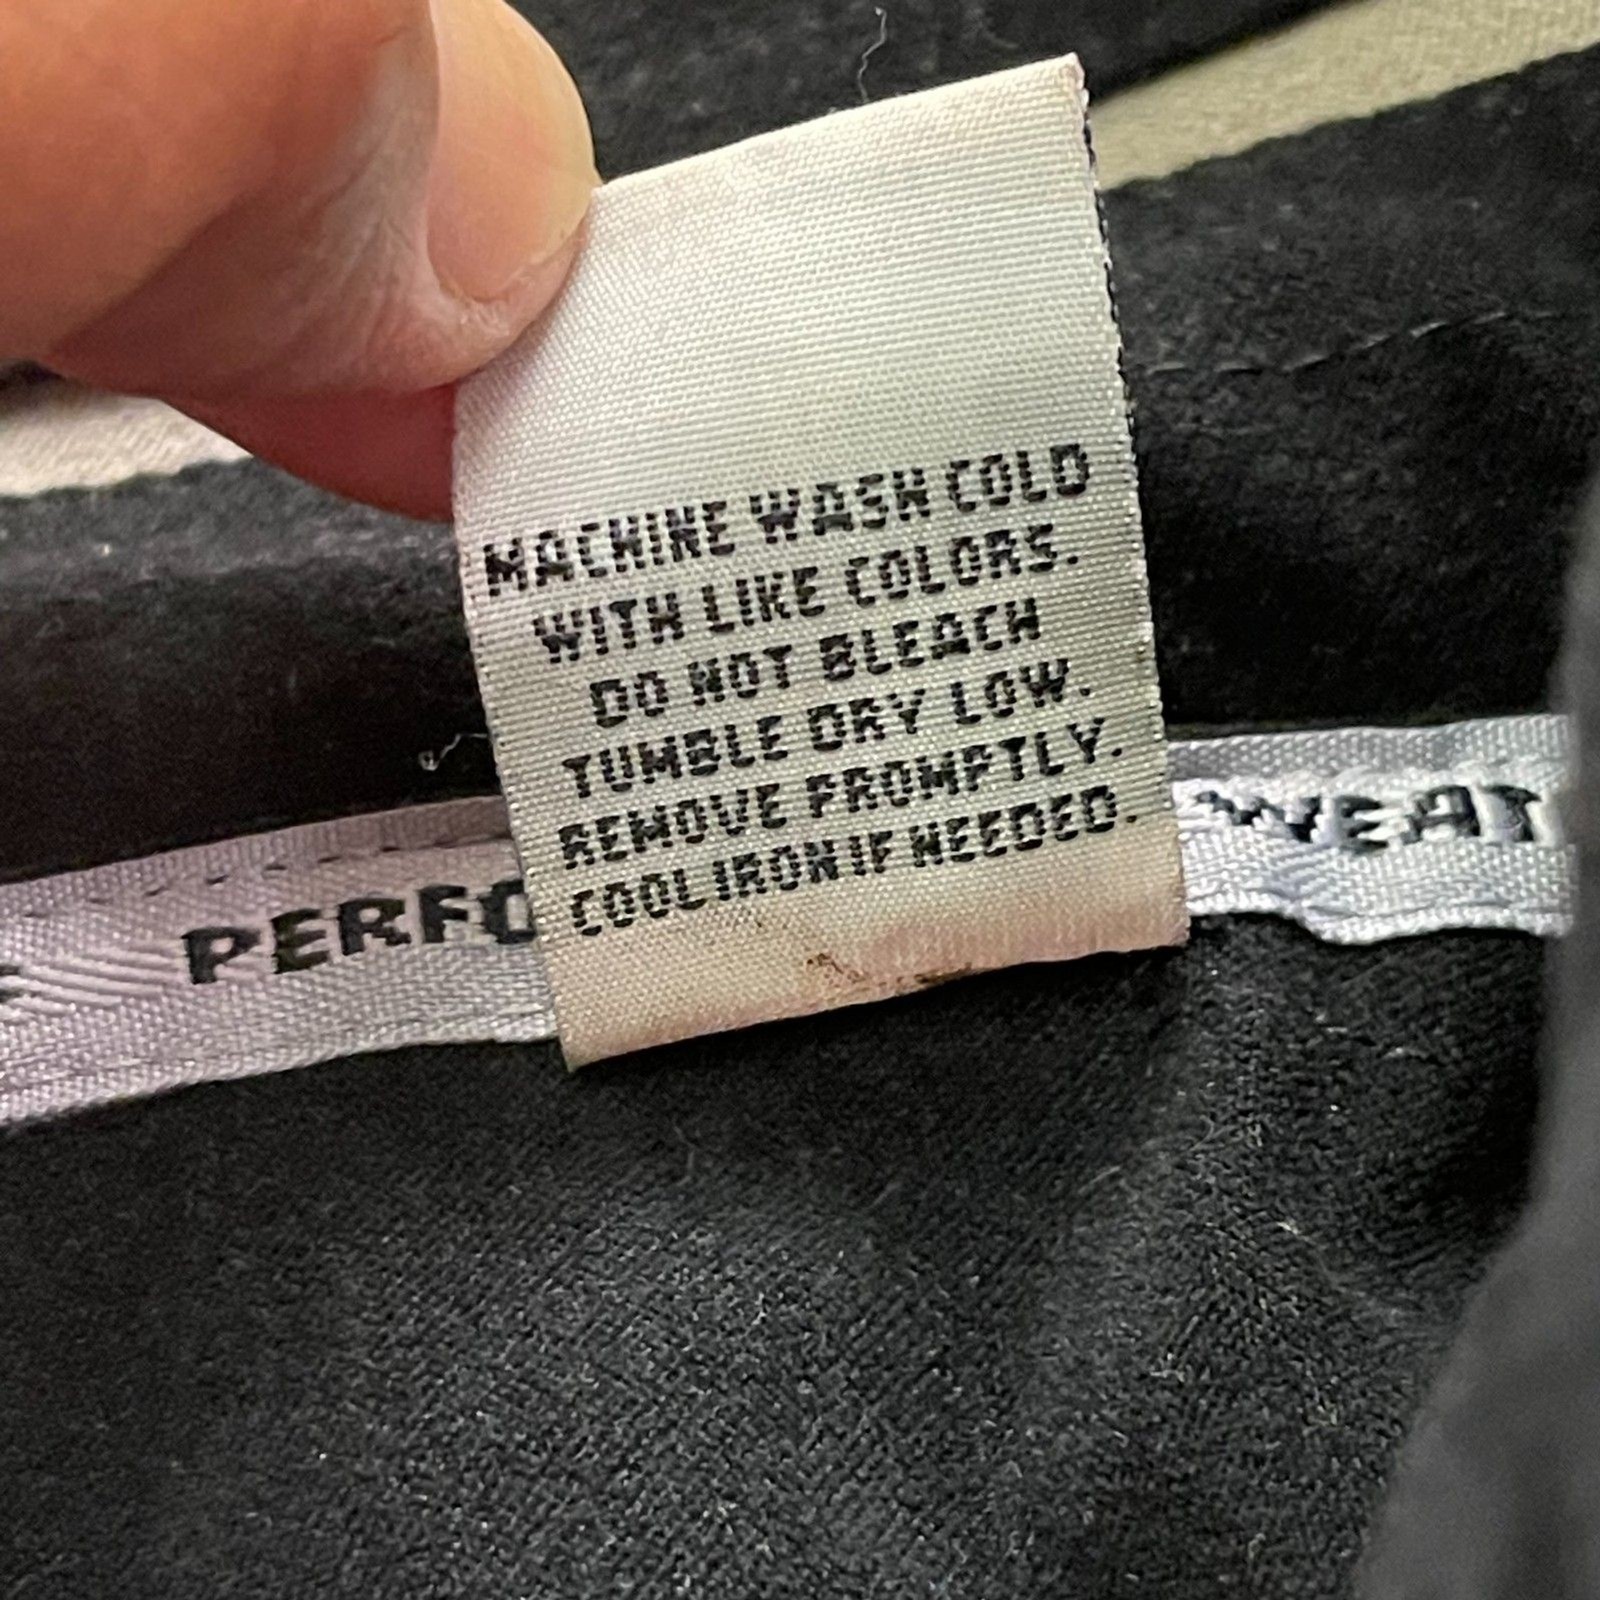 MACHINE WASH COLD
WITH LIKE COLORS.
DO NOT BLEACH
TUMBLE DRY LOW.
REMOVE PROMPTLY.
COOL IRON IF NEEDED.
PERFO
WEAT